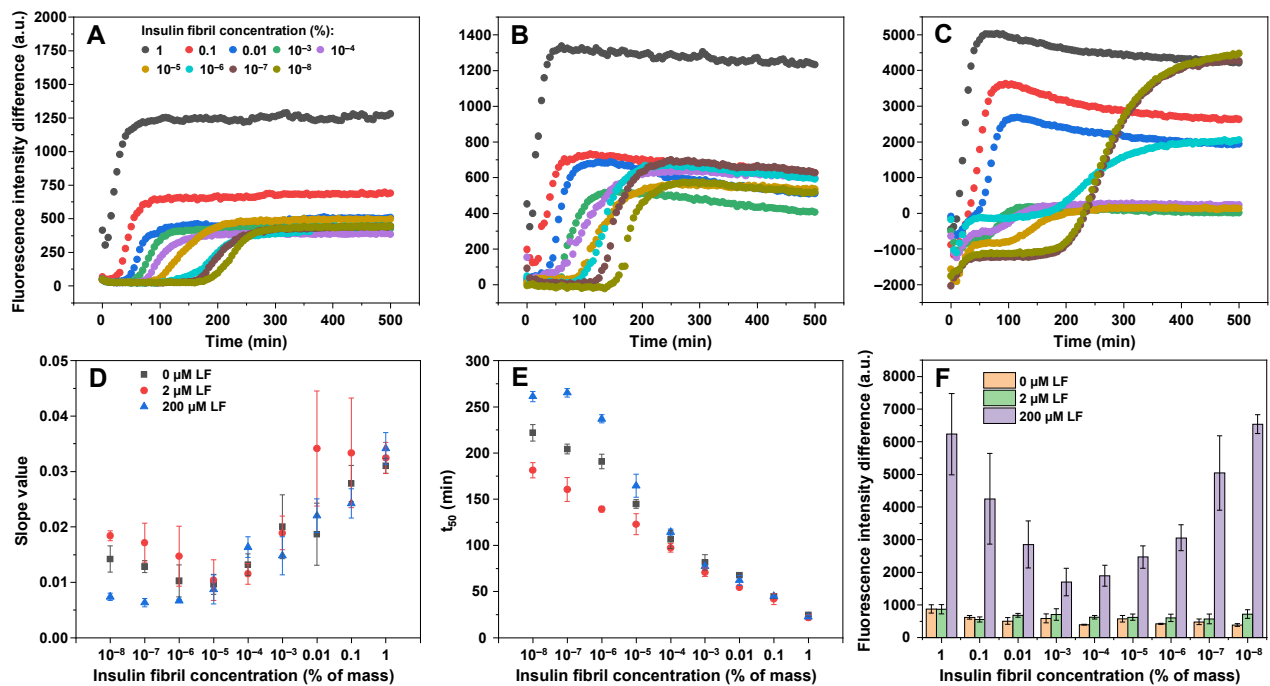 A
Insulin fibril concentration (%):
1 0.1 0.01 10⁻³ 10⁻⁴
10⁻⁵ 10⁻⁶ 10⁻⁷ 10⁻⁸
Fluorescence intensity difference (a.u.)
2000
1750
1500
1250
1000
750
500
250
0
0 100 200 300 400 500
Time (min)
B
1400
1200
1000
800
600
400
200
0
0 100 200 300 400 500
Time (min)
C
5000
4000
3000
2000
1000
0
−1000
−2000
0 100 200 300 400 500
Time (min)
D
0 µM LF
2 µM LF
200 µM LF
Slope value
0.05
0.04
0.03
0.02
0.01
0.00
10⁻⁸ 10⁻⁷ 10⁻⁶ 10⁻⁵ 10⁻⁴ 10⁻³ 0.01 0.1 1
Insulin fibril concentration (% of mass)
E
t₅₀ (min)
300
250
200
150
100
50
0
10⁻⁸ 10⁻⁷ 10⁻⁶ 10⁻⁵ 10⁻⁴ 10⁻³ 0.01 0.1 1
Insulin fibril concentration (% of mass)
F
0 µM LF
2 µM LF
200 µM LF
Fluorescence intensity difference (a.u.)
8000
7000
6000
5000
4000
3000
2000
1000
0
1 0.1 0.01 10⁻³ 10⁻⁴ 10⁻⁵ 10⁻⁶ 10⁻⁷ 10⁻⁸
Insulin fibril concentration (% of mass)